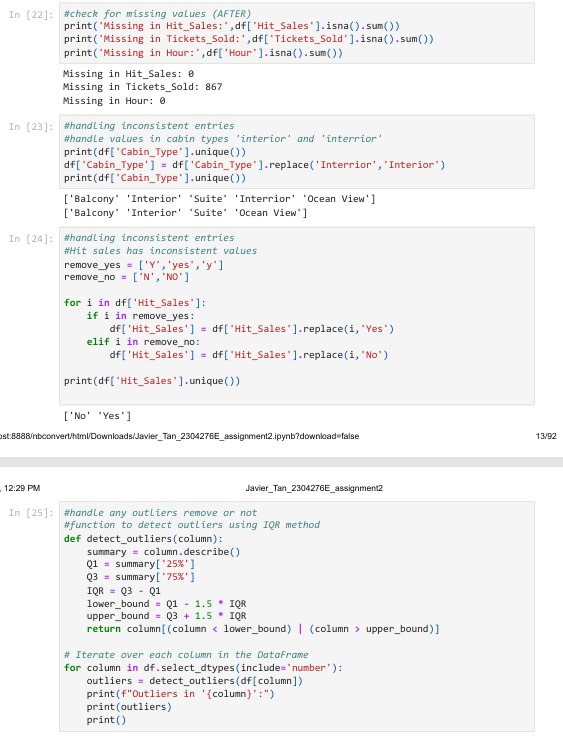 In [22]:
#check for missing values (AFTER)
print('Missing in Hit_Sales:',df['Hit_Sales'].isna().sum())
print('Missing in Tickets_Sold:',df['Tickets_Sold'].isna().sum())
print('Missing in Hour:',df['Hour'].isna().sum())
Missing in Hit_Sales: 0
Missing in Tickets_Sold: 867
Missing in Hour: 0
In [23]:
#handling inconsistent entries
#handle values in cabin types 'interior' and 'interrior'
print(df['Cabin_Type'].unique())
df['Cabin_Type'] = df['Cabin_Type'].replace('Interrior','Interior')
print(df['Cabin_Type'].unique())
['Balcony' 'Interior' 'Suite' 'Interrior' 'Ocean View']
['Balcony' 'Interior' 'Suite' 'Ocean View']
In [24]:
#handling inconsistent entries
#Hit sales has inconsistent values
remove_yes = ['Y','yes','y']
remove_no = ['N','NO']
for i in df['Hit_Sales']:
    if i in remove_yes:
        df['Hit_Sales'] = df['Hit_Sales'].replace(i,'Yes')
    elif i in remove_no:
        df['Hit_Sales'] = df['Hit_Sales'].replace(i,'No')
print(df['Hit_Sales'].unique())
['No' 'Yes']
ost:8888/nbconvert/html/Downloads/Javier_Tan_2304276E_assignment2.ipynb?download=false 13/92
, 12:29 PM Javier_Tan_2304276E_assignment2
In [25]:
#handle any outliers remove or not
#function to detect outliers using IQR method
def detect_outliers(column):
    summary = column.describe()
    Q1 = summary['25%']
    Q3 = summary['75%']
    IQR = Q3 - Q1
    lower_bound = Q1 - 1.5 * IQR
    upper_bound = Q3 + 1.5 * IQR
    return column[(column < lower_bound) | (column > upper_bound)]
# Iterate over each column in the DataFrame
for column in df.select_dtypes(include='number'):
    outliers = detect_outliers(df[column])
    print(f"Outliers in '{column}':")
    print(outliers)
    print()